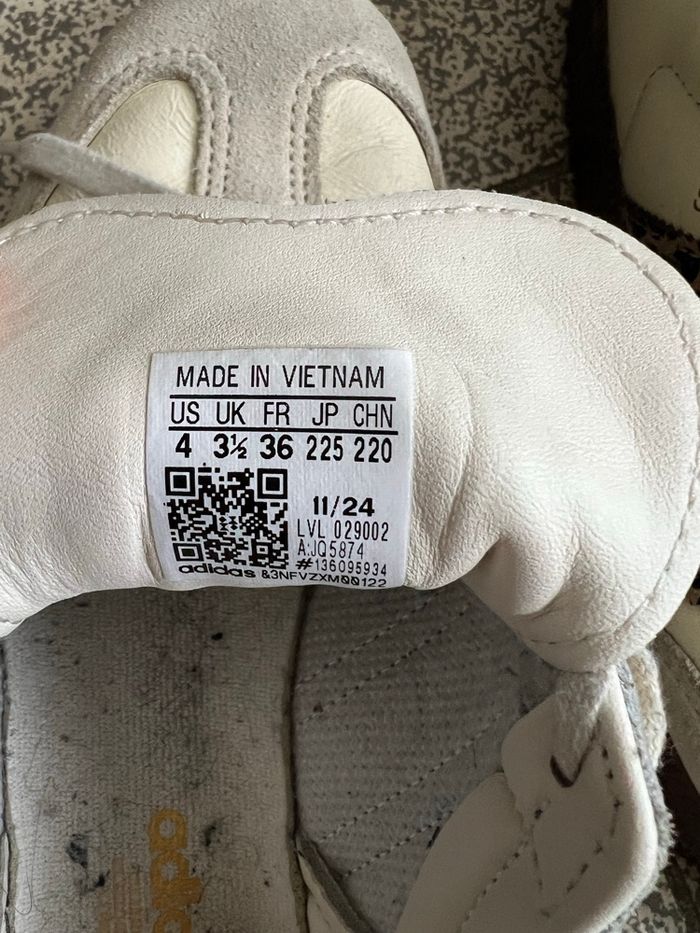 MADE IN VIETNAM
US UK FR JP CHN
4 3½ 36 225 220
11/24
LVL 029002
A:JQ5874
#136095934
adidas &3NFVZXM00122